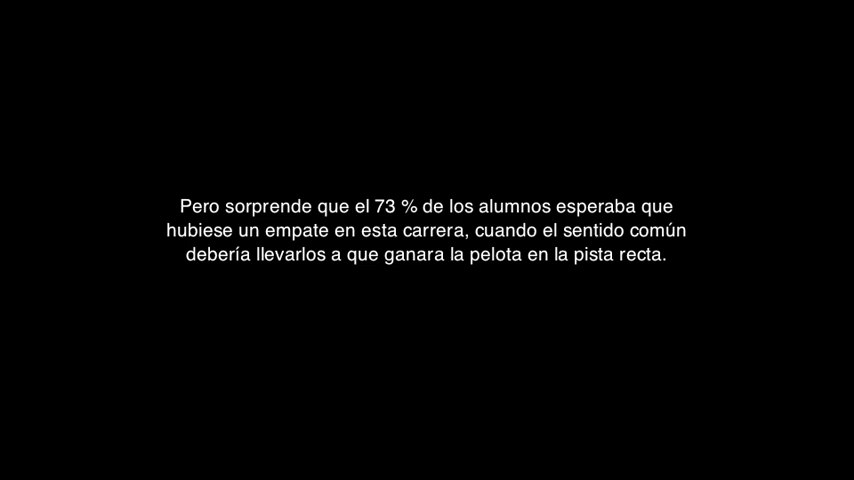 Pero sorprende que el 73 % de los alumnos esperaba que
hubiese un empate en esta carrera, cuando el sentido común
debería llevarlos a que ganara la pelota en la pista recta.